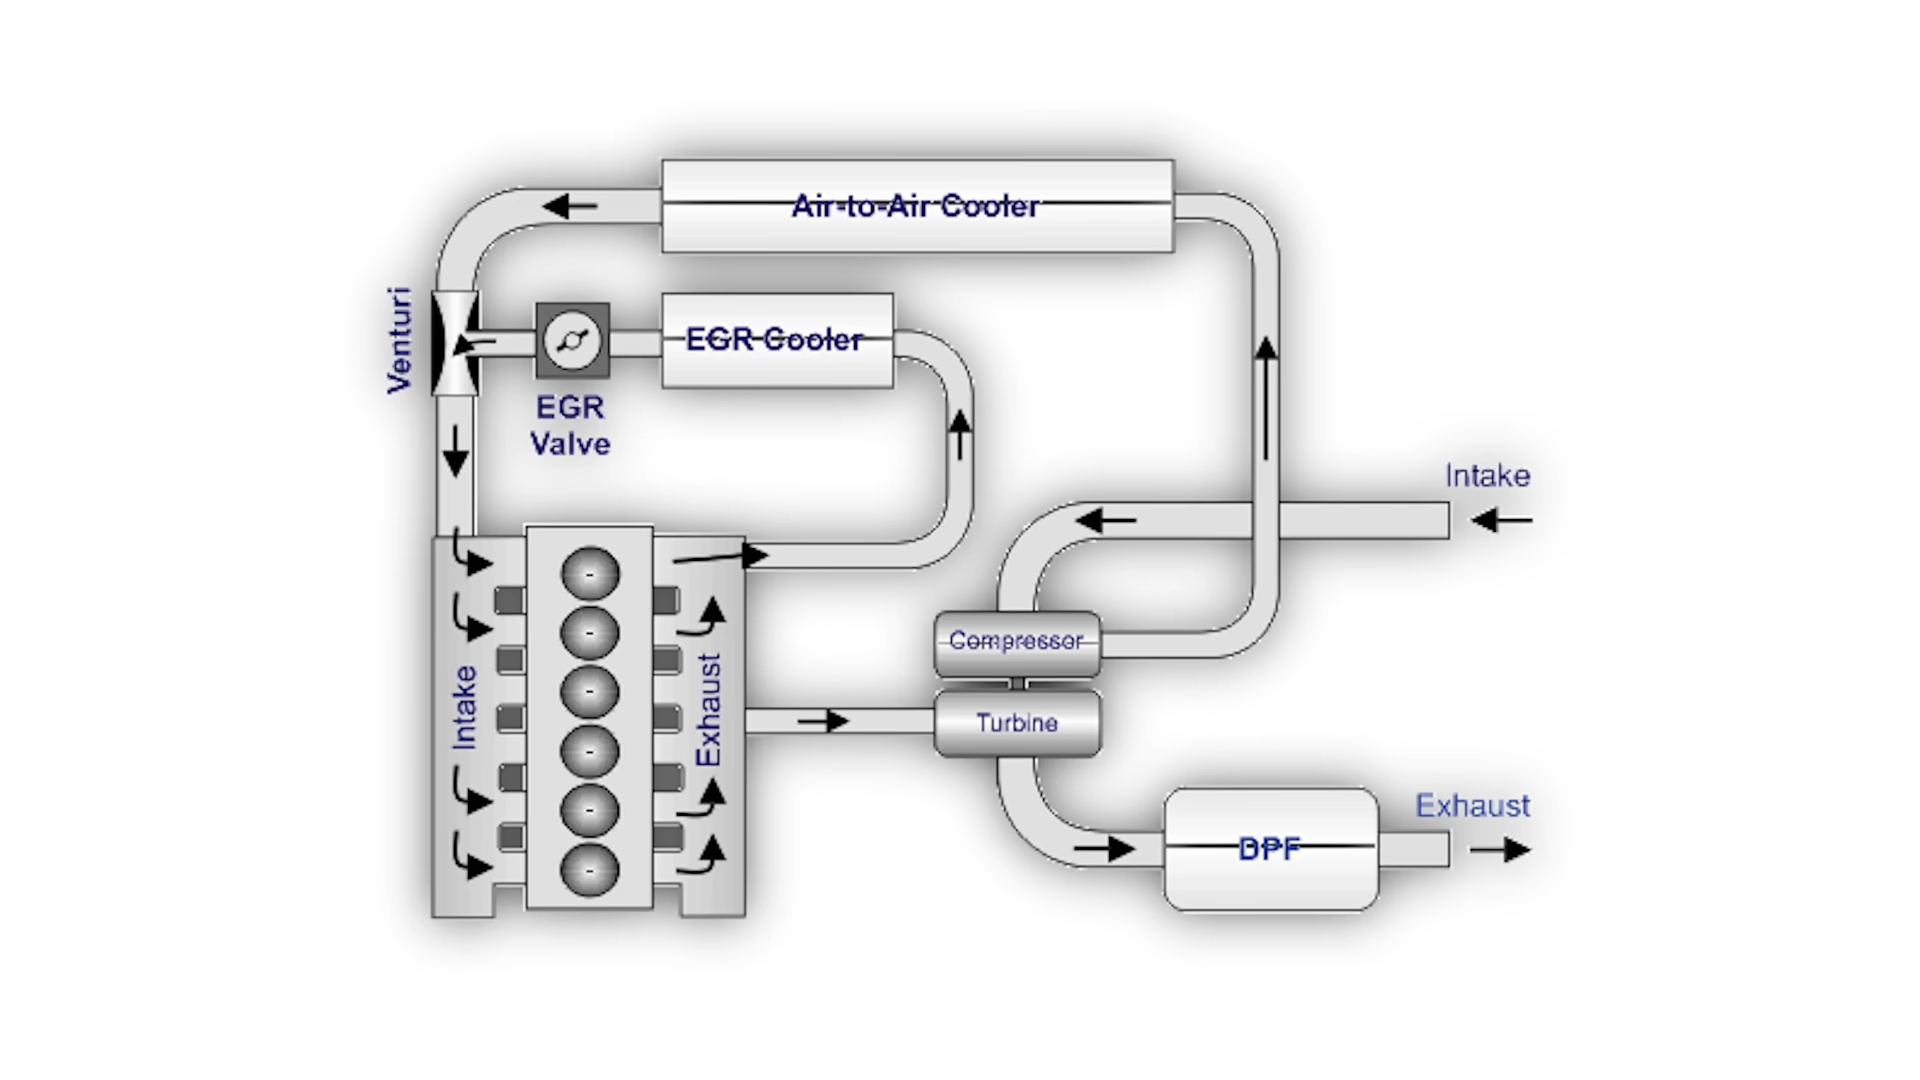 Air-to-Air Cooler
Venturi
EGR Cooler
EGR
Valve
Intake
Compressor
Intake
Exhaust
Turbine
Exhaust
DPF